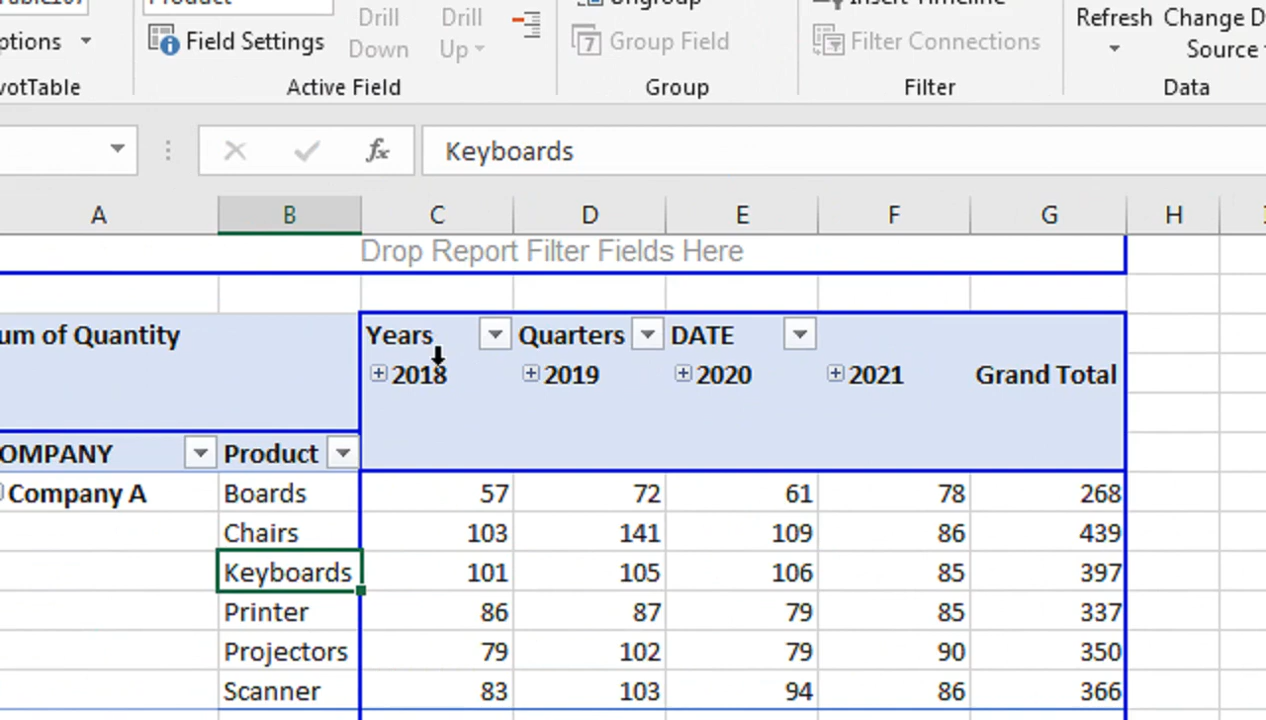 Product
Drill Drill
Insert Timeline
Refresh Change D
ptions
Field Settings
Down Up
Group Field
Filter Connections
Source
votTable Active Field Group Filter Data
fx Keyboards
A B C D E F G H
Drop Report Filter Fields Here
um of Quantity Years Quarters DATE
2018 2019 2020 2021 Grand Total
OMPANY Product
Company A Boards 57 72 61 78 268
Chairs 103 141 109 86 439
Keyboards 101 105 106 85 397
Printer 86 87 79 85 337
Projectors 79 102 79 90 350
Scanner 83 103 94 86 366